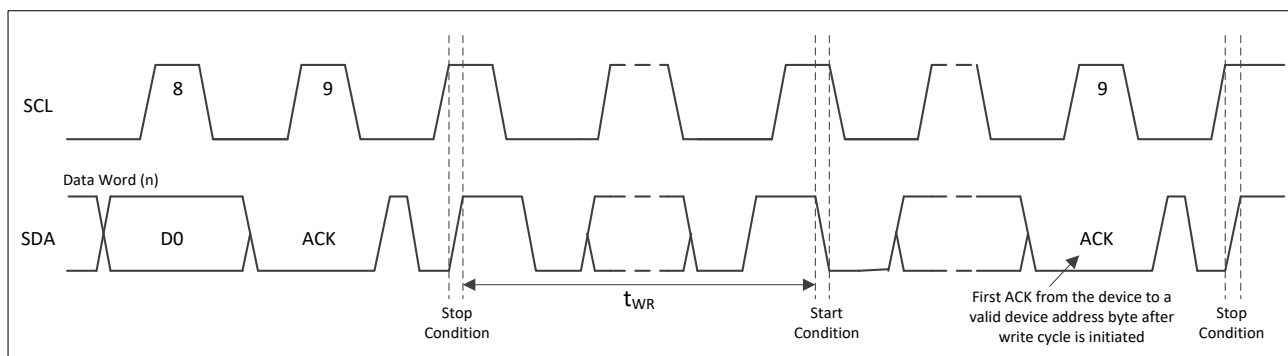 SCL
8
9
9
Data Word (n)
SDA
D0
ACK
ACK
tWR
Stop
Condition
Start
Condition
First ACK from the device to a
valid device address byte after
write cycle is initiated
Stop
Condition